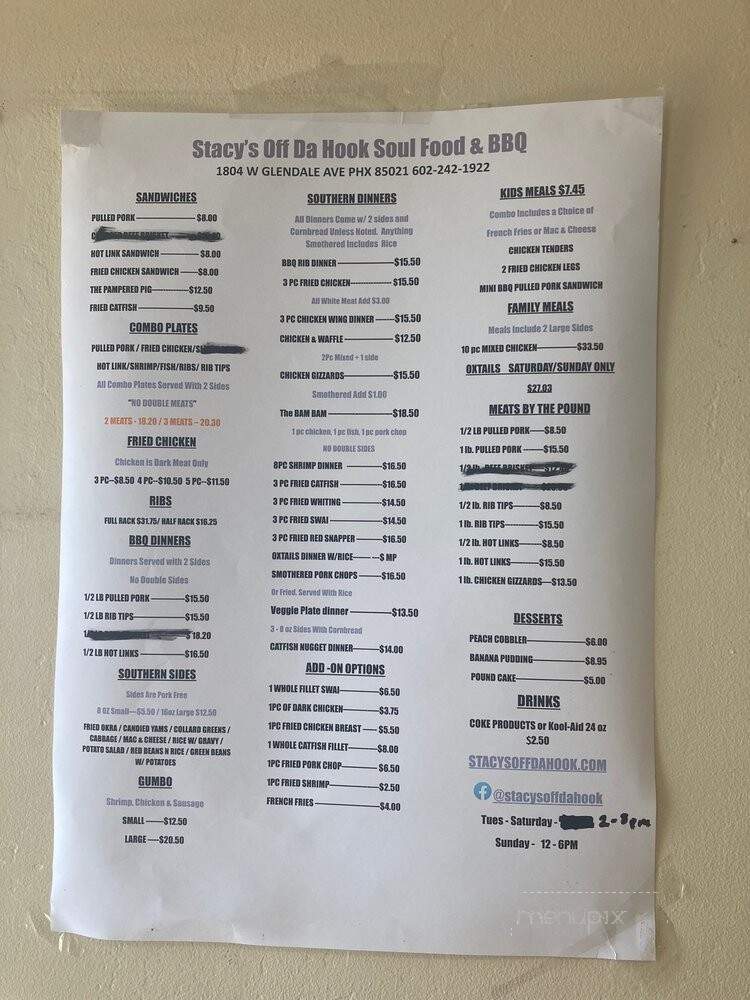 Stacy's Off Da Hook Soul Food & BBQ
1804 W GLENDALE AVE PHX 85021 602-242-1922
SANDWICHES
PULLED PORK $8.00
HOT LINK SANDWICH $8.00
FRIED CHICKEN SANDWICH $8.00
THE PAMPERED PIG $12.50
FRIED CATFISH $9.50
COMBO PLATES
PULLED PORK / FRIED CHICKEN/
HOT LINK/SHRIMP/FISH/RIBS/ RIB TIPS
All Combo Plates Served With 2 Sides
"NO DOUBLE MEATS"
2 MEATS - 18.20 / 3 MEATS – 20.30
FRIED CHICKEN
Chicken is Dark Meat Only
3 PC--$8.50 4 PC--$10.50 5 PC--$11.50
RIBS
FULL RACK $31.75/ HALF RACK $16.25
BBQ DINNERS
Dinners Served with 2 Sides
No Double Sides
1/2 LB PULLED PORK $15.50
1/2 LB RIB TIPS $15.50
$ 18.20
1/2 LB HOT LINKS $16.50
SOUTHERN SIDES
Sides Are Pork Free
8 OZ Small—$5.50 / 16oz Large $12.50
FRIED OKRA / CANDIED YAMS / COLLARD GREENS /
CABBAGE / MAC & CHEESE / RICE W/ GRAVY /
POTATO SALAD / RED BEANS N RICE / GREEN BEANS
W/ POTATOES
GUMBO
Shrimp, Chicken & Sausage
SMALL $12.50
LARGE $20.50
SOUTHERN DINNERS
All Dinners Come w/ 2 sides and
Cornbread Unless Noted. Anything
Smothered Includes Rice
BBQ RIB DINNER $15.50
3 PC FRIED CHICKEN $15.50
All White Meat Add $3.00
3 PC CHICKEN WING DINNER $15.50
CHICKEN & WAFFLE $12.50
2Pc Mixed + 1 side
CHICKEN GIZZARDS $15.50
Smothered Add $1.00
The BAM BAM $18.50
1 pc chicken, 1 pc fish, 1 pc pork chop
NO DOUBLE SIDES
8PC SHRIMP DINNER $16.50
3 PC FRIED CATFISH $16.50
3 PC FRIED WHITING $14.50
3 PC FRIED SWAI $14.50
3 PC FRIED RED SNAPPER $16.50
OXTAILS DINNER W/RICE $ MP
SMOTHERED PORK CHOPS $16.50
Or Fried. Served With Rice
Veggie Plate dinner $13.50
3 - 8 oz Sides With Cornbread
CATFISH NUGGET DINNER $14.00
ADD -ON OPTIONS
1 WHOLE FILLET SWAI $6.50
1PC OF DARK CHICKEN $3.75
1PC FRIED CHICKEN BREAST $5.50
1 WHOLE CATFISH FILLET $8.00
1PC FRIED PORK CHOP $6.50
1PC FRIED SHRIMP $2.50
FRENCH FRIES $4.00
KIDS MEALS $7.45
Combo Includes a Choice of
French Fries or Mac & Cheese
CHICKEN TENDERS
2 FRIED CHICKEN LEGS
MINI BBQ PULLED PORK SANDWICH
FAMILY MEALS
Meals Include 2 Large Sides
10 pc MIXED CHICKEN $33.50
OXTAILS SATURDAY/SUNDAY ONLY
$27.03
MEATS BY THE POUND
1/2 LB PULLED PORK $8.50
1 lb. PULLED PORK $15.50
1/2 lb. BEEF BRISKET
1/2 lb. RIB TIPS $8.50
1 lb. RIB TIPS $15.50
1/2 lb. HOT LINKS $8.50
1 lb. HOT LINKS $15.50
1 lb. CHICKEN GIZZARDS $13.50
DESSERTS
PEACH COBBLER $6.00
BANANA PUDDING $8.95
POUND CAKE $5.00
DRINKS
COKE PRODUCTS or Kool-Aid 24 oz
$2.50
STACYSOFFDAHOOK.COM
@stacysoffdahook
Tues - Saturday - 2-8pm
Sunday - 12 - 6PM
menupix